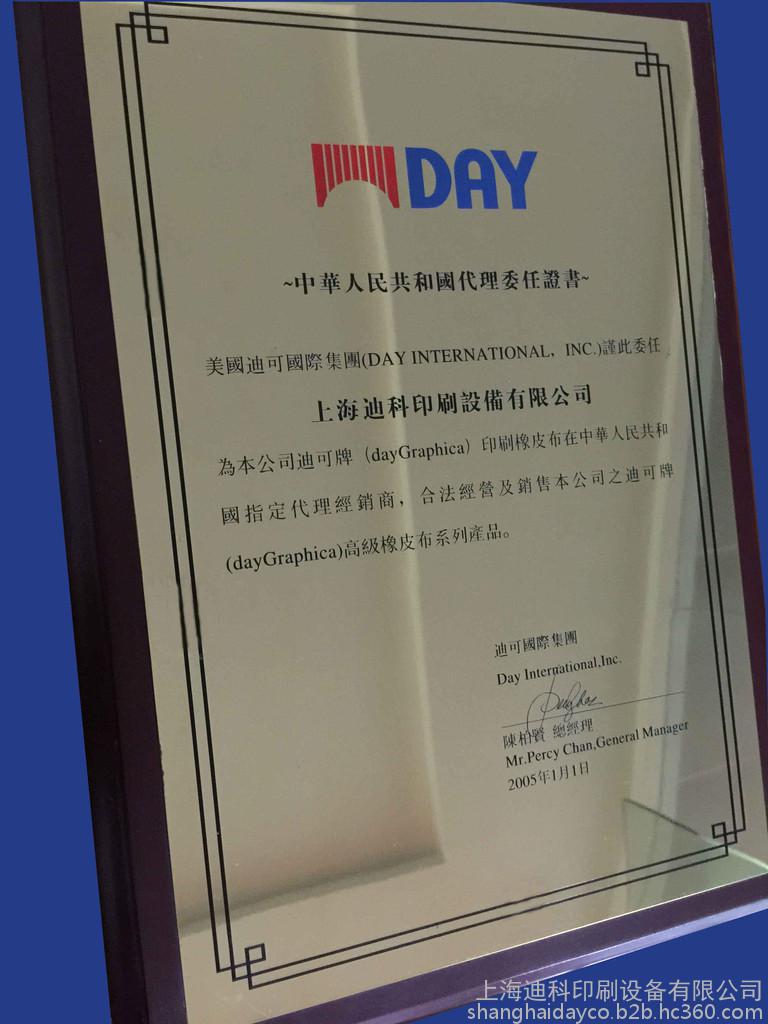 DAY
~中華人民共和國代理委任證書~
美國迪可國際集團(DAY INTERNATIONAL, INC.)謹此委任
上海迪科印刷設備有限公司
為本公司迪可牌（dayGraphica）印刷橡皮布在中華人民共和
國指定代理經銷商，合法經營及銷售本公司之迪可牌
(dayGraphica)高級橡皮布系列產品。
迪可國際集團
Day International,Inc.
陳柏賢 總經理
Mr.Percy Chan,General Manager
2005年1月1日
上海迪科印刷设备有限公司
shanghaidayco.b2b.hc360.com